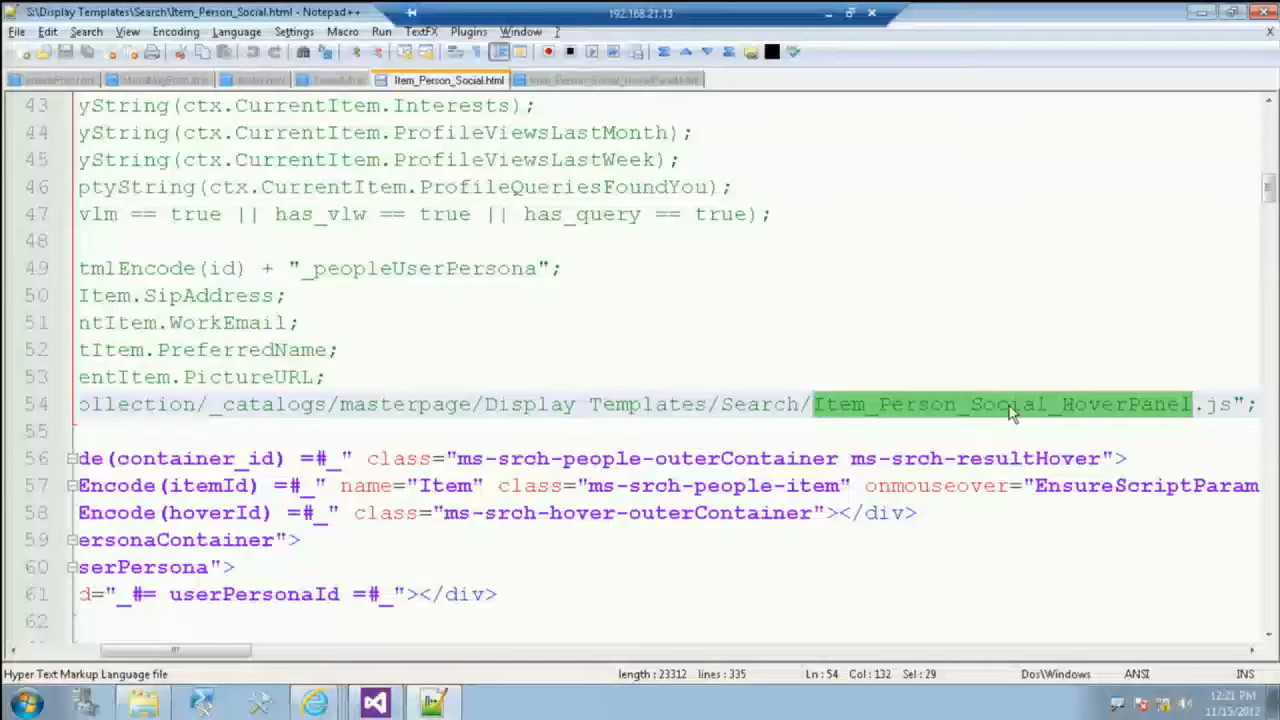 S:\Display Templates\Search\Item_Person_Social.html - Notepad++
192.168.21.13
File Edit Search View Encoding Language Settings Macro Run TextFX Plugins Window ?
Item_Person_Social.html
Item_Person_Social_HoverPanel.html
43 yString(ctx.CurrentItem.Interests);
44 yString(ctx.CurrentItem.ProfileViewsLastMonth);
45 yString(ctx.CurrentItem.ProfileViewsLastWeek);
46 ptyString(ctx.CurrentItem.ProfileQueriesFoundYou);
47 vlm == true || has_vlw == true || has_query == true);
48
49 tmlEncode(id) + "_peopleUserPersona";
50 Item.SipAddress;
51 ntItem.WorkEmail;
52 tItem.PreferredName;
53 entItem.PictureURL;
54 ollection/_catalogs/masterpage/Display Templates/Search/Item_Person_Social_HoverPanel.js";
55
56 de(container_id) =#_" class="ms-srch-people-outerContainer ms-srch-resultHover">
57 Encode(itemId) =#_" name="Item" class="ms-srch-people-item" onmouseover="EnsureScriptParam
58 Encode(hoverId) =#_" class="ms-srch-hover-outerContainer"></div>
59 ersonaContainer">
60 serPersona">
61 d="_#= userPersonaId =#_"></div>
62
Hyper Text Markup Language file length : 23312 lines : 335 Ln : 54 Col : 132 Sel : 29 Dos\Windows ANSI INS
12:21 PM
11/15/2012